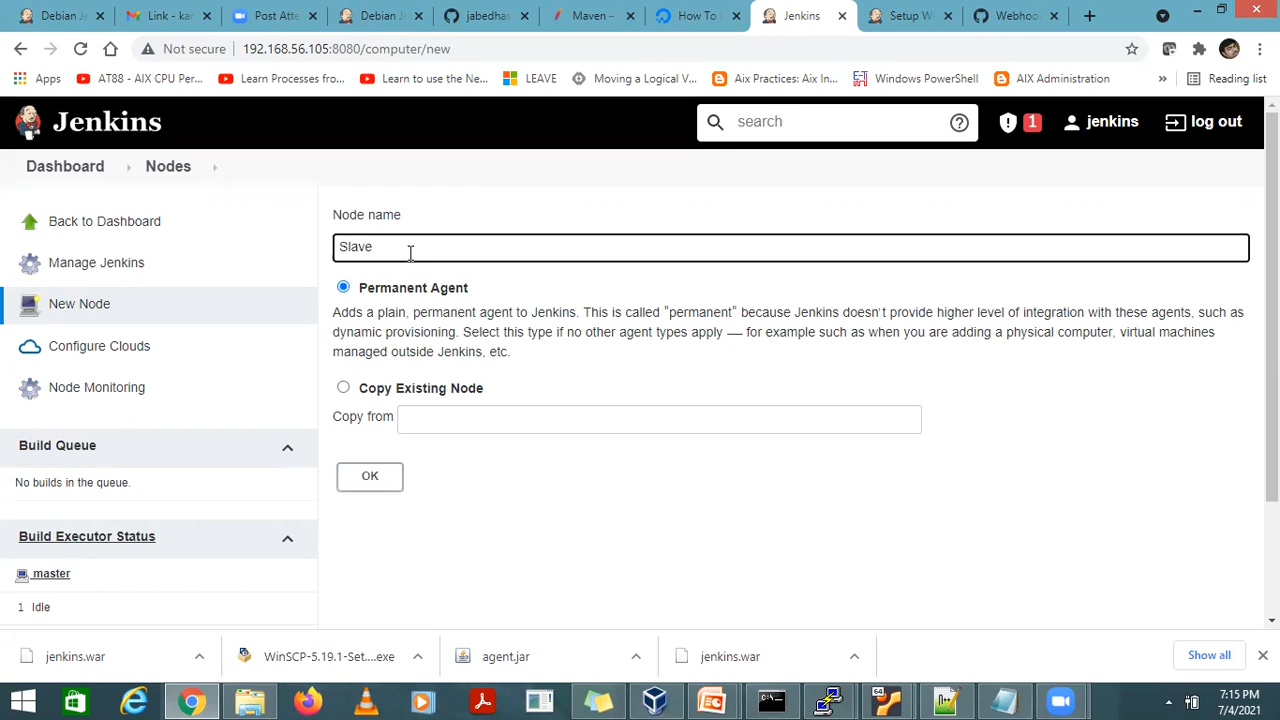 Debian Je
Link - kar
Post Atte
Debian Je
jabedhas
Maven –
How To I
Jenkins
Setup Wi
Webhoo
Not secure
192.168.56.105:8080/computer/new
Apps
AT88 - AIX CPU Per...
Learn Processes fro...
Learn to use the Ne...
LEAVE
Moving a Logical V...
Aix Practices: Aix In...
Windows PowerShell
AIX Administration
»
Reading list
Jenkins
search
1
jenkins
log out
Dashboard
Nodes
Back to Dashboard
Manage Jenkins
New Node
Configure Clouds
Node Monitoring
Build Queue
No builds in the queue.
Build Executor Status
master
1 Idle
Node name
Slave
Permanent Agent
Adds a plain, permanent agent to Jenkins. This is called "permanent" because Jenkins doesn't provide higher level of integration with these agents, such as
dynamic provisioning. Select this type if no other agent types apply — for example such as when you are adding a physical computer, virtual machines
managed outside Jenkins, etc.
Copy Existing Node
Copy from
OK
jenkins.war
WinSCP-5.19.1-Set....exe
agent.jar
jenkins.war
Show all
64
7:15 PM
7/4/2021